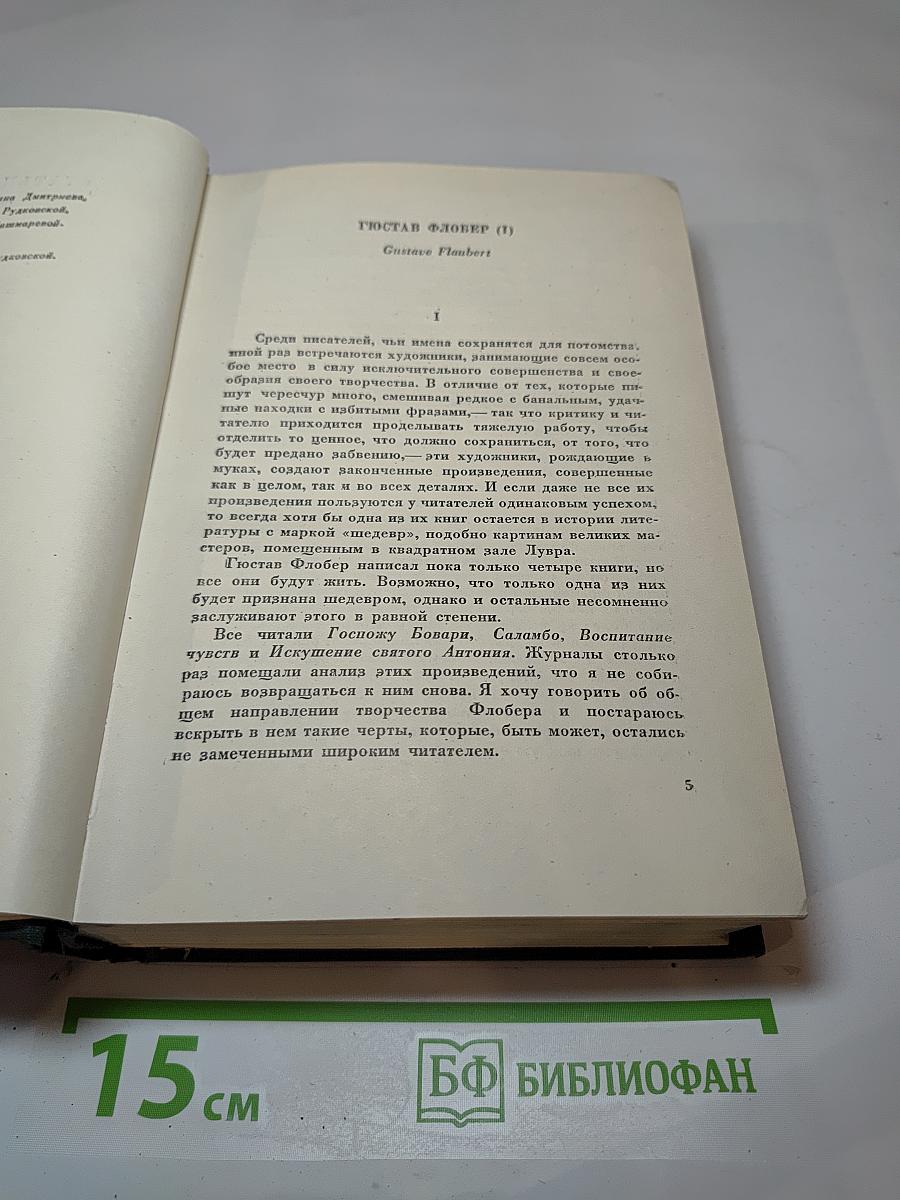 ина Дмитриева,
Рудковской,
ашмаревой.
удковской.
ГЮСТАВ ФЛОБЕР (I)
Gustave Flaubert
I
Среди писателей, чьи имена сохранятся для потомства,
иной раз встречаются художники, занимающие совсем осо-
бое место в силу исключительного совершенства и свое-
образия своего творчества. В отличие от тех, которые пи-
шут чересчур много, смешивая редкое с банальным, удач-
ные находки с избитыми фразами,— так что критику и чи-
тателю приходится проделывать тяжелую работу, чтобы
отделить то ценное, что должно сохраниться, от того, что
будет предано забвению,— эти художники, рождающие в
муках, создают законченные произведения, совершенные
как в целом, так и во всех деталях. И если даже не все их
произведения пользуются у читателей одинаковым успехом,
то всегда хотя бы одна из их книг остается в истории лите-
ратуры с маркой «шедевр», подобно картинам великих ма-
стеров, помещенным в квадратном зале Лувра.
Гюстав Флобер написал пока только четыре книги, но
все они будут жить. Возможно, что только одна из них
будет признана шедевром, однако и остальные несомненно
заслуживают этого в равной степени.
Все читали Госпожу Бовари, Саламбо, Воспитание
чувств и Искушение святого Антония. Журналы столько
раз помещали анализ этих произведений, что я не соби-
раюсь возвращаться к ним снова. Я хочу говорить об об-
щем направлении творчества Флобера и постараюсь
вскрыть в нем такие черты, которые, быть может, остались
не замеченными широким читателем.
5
15 см
БФ БИБЛИОФАН